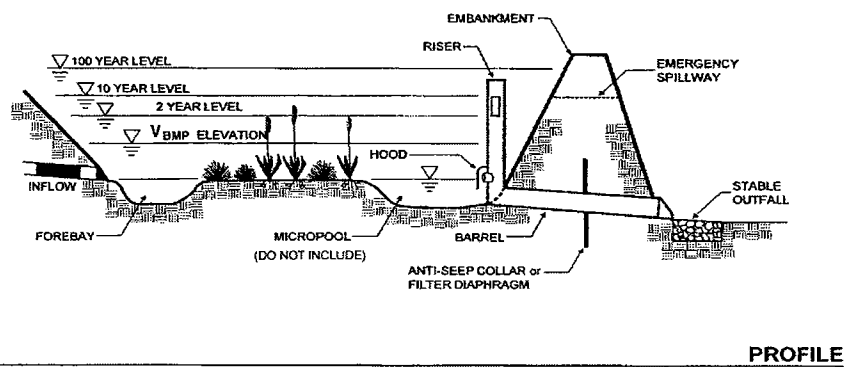 EMBANKMENT
RISER
100 YEAR LEVEL
EMERGENCY
SPILLWAY
10 YEAR LEVEL
2 YEAR LEVEL
VBMP ELEVATION
HOOD
INFLOW
STABLE
OUTFALL
FOREBAY
MICROPOOL
(DO NOT INCLUDE)
BARREL
ANTI-SEEP COLLAR or
FILTER DIAPHRAGM
PROFILE